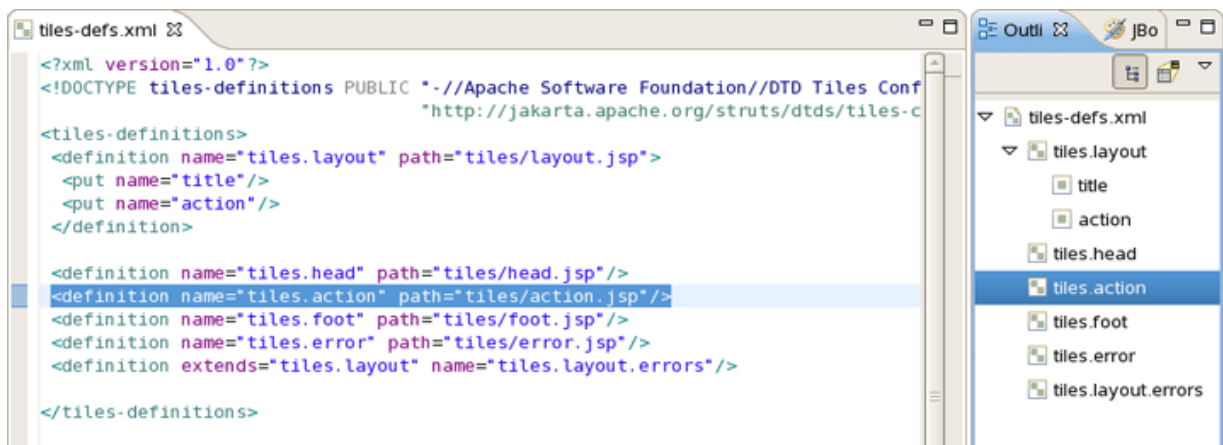 tiles-defs.xml
<?xml version="1.0"?>
<!DOCTYPE tiles-definitions PUBLIC "-//Apache Software Foundation//DTD Tiles Conf
"http://jakarta.apache.org/struts/dtds/tiles-c
<tiles-definitions>
<definition name="tiles.layout" path="tiles/layout.jsp">
<put name="title"/>
<put name="action"/>
</definition>
<definition name="tiles.head" path="tiles/head.jsp"/>
<definition name="tiles.action" path="tiles/action.jsp"/>
<definition name="tiles.foot" path="tiles/foot.jsp"/>
<definition name="tiles.error" path="tiles/error.jsp"/>
<definition extends="tiles.layout" name="tiles.layout.errors"/>
</tiles-definitions>
Outli JBo
tiles-defs.xml
tiles.layout
title
action
tiles.head
tiles.action
tiles.foot
tiles.error
tiles.layout.errors